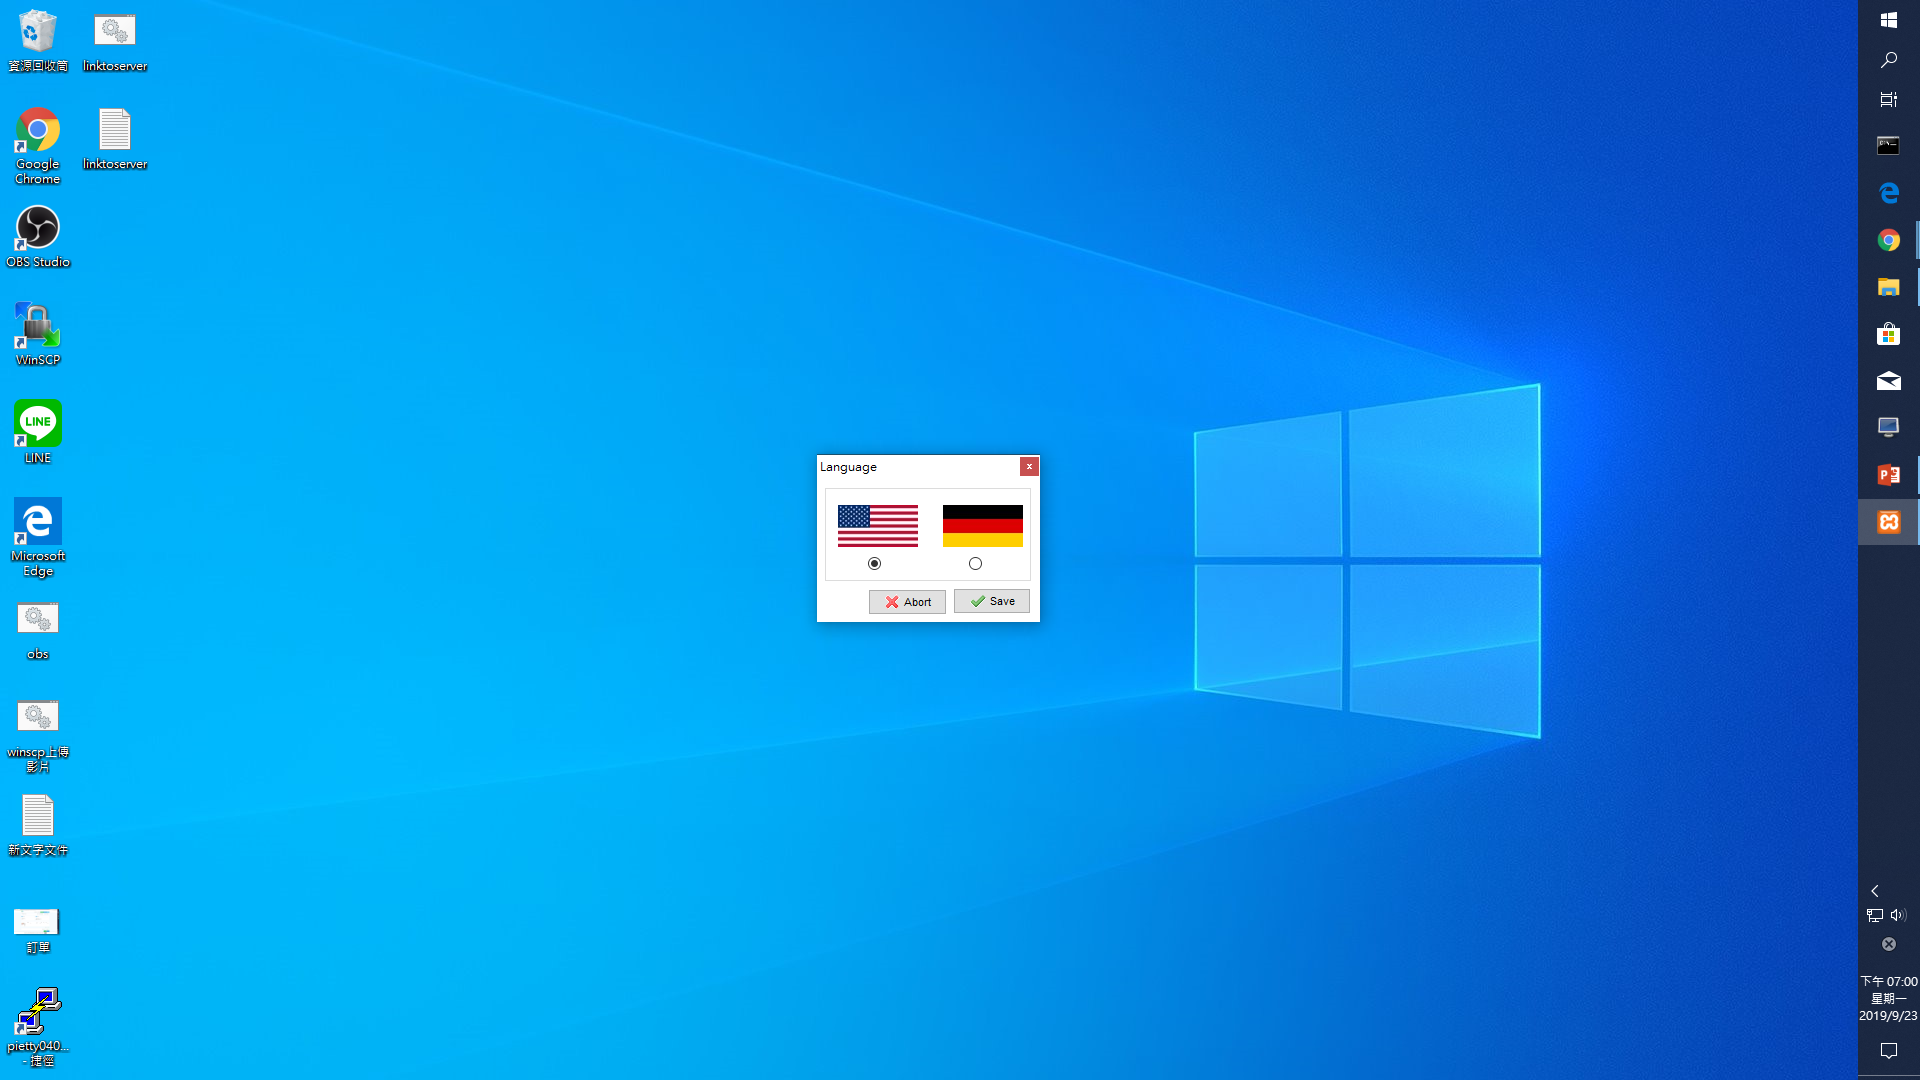 資源回收筒
linktoserver
Google
Chrome
linktoserver
OBS Studio
WinSCP
LINE
LINE
Microsoft
Edge
obs
winscp上傳
影片
新文字文件
訂單
pietty040...
- 捷徑
Language
Abort
Save
下午 07:00
星期一
2019/9/23